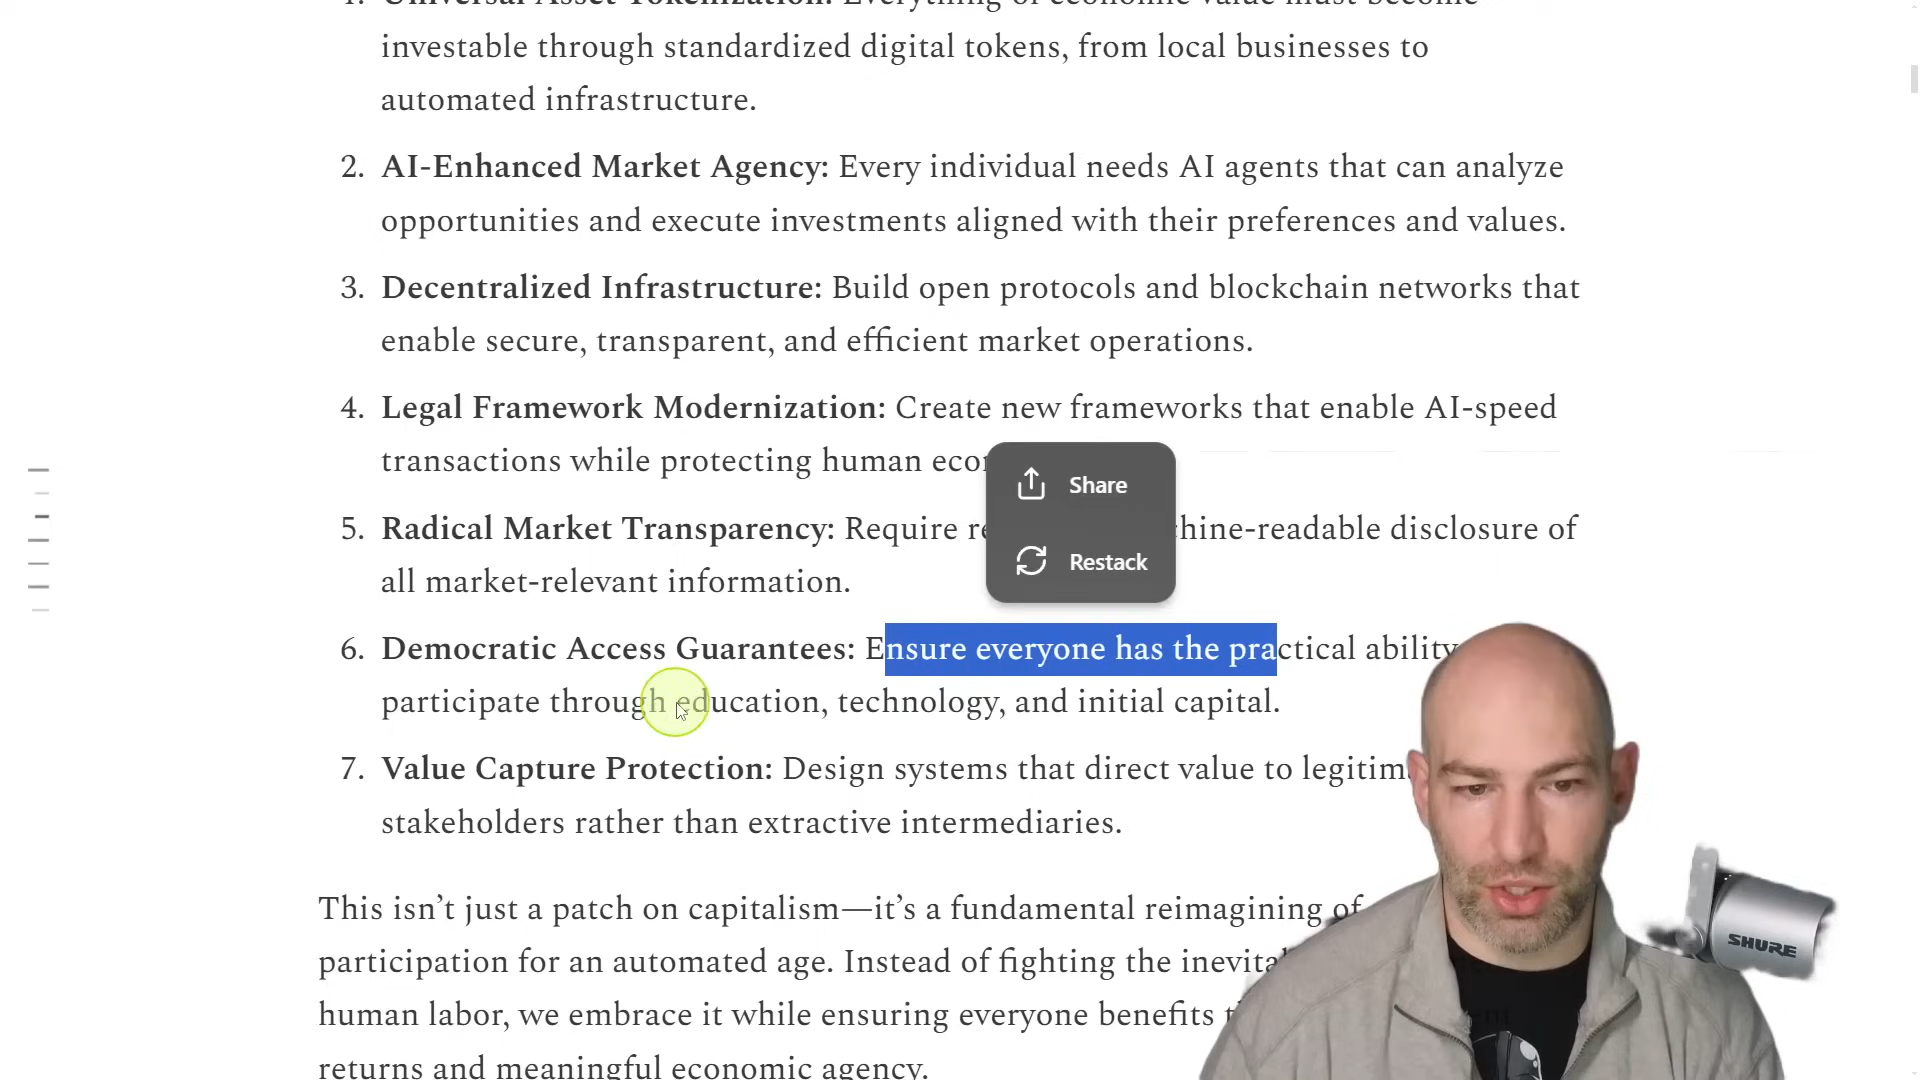 investable through standardized digital tokens, from local businesses to
automated infrastructure.
2. AI-Enhanced Market Agency: Every individual needs AI agents that can analyze
opportunities and execute investments aligned with their preferences and values.
3. Decentralized Infrastructure: Build open protocols and blockchain networks that
enable secure, transparent, and efficient market operations.
4. Legal Framework Modernization: Create new frameworks that enable AI-speed
transactions while protecting human
Share
5. Radical Market Transparency: Require disclosure of
Restack
all market-relevant information.
6. Democratic Access Guarantees: Ensure everyone has the practical ability
participate through education, technology, and initial capital.
7. Value Capture Protection: Design systems that direct value to
stakeholders rather than extractive intermediaries.
This isn’t just a patch on capitalism—it’s a fundamental reimagining of
participation for an automated age. Instead of fighting the
human labor, we embrace it while ensuring everyone benefits
returns and meaningful economic agency.
SHURE